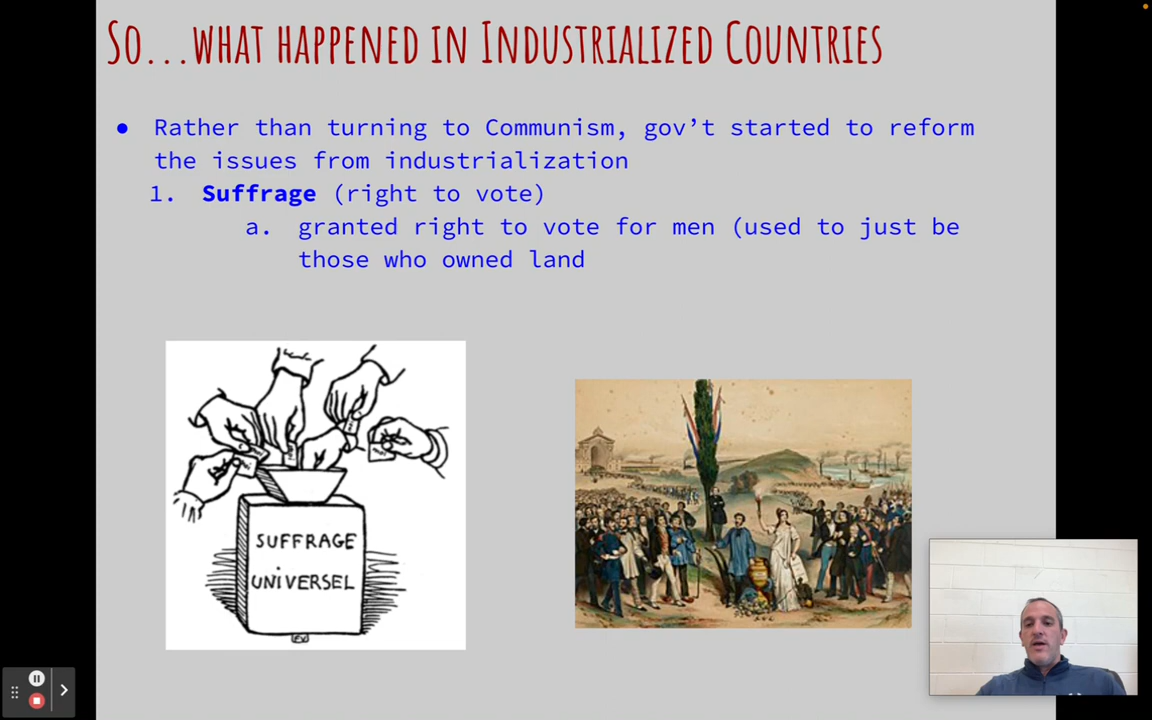 So...what happened in Industrialized Countries
● Rather than turning to Communism, gov't started to reform
the issues from industrialization
1. Suffrage (right to vote)
a. granted right to vote for men (used to just be
those who owned land
SUFFRAGE
UNIVERSEL